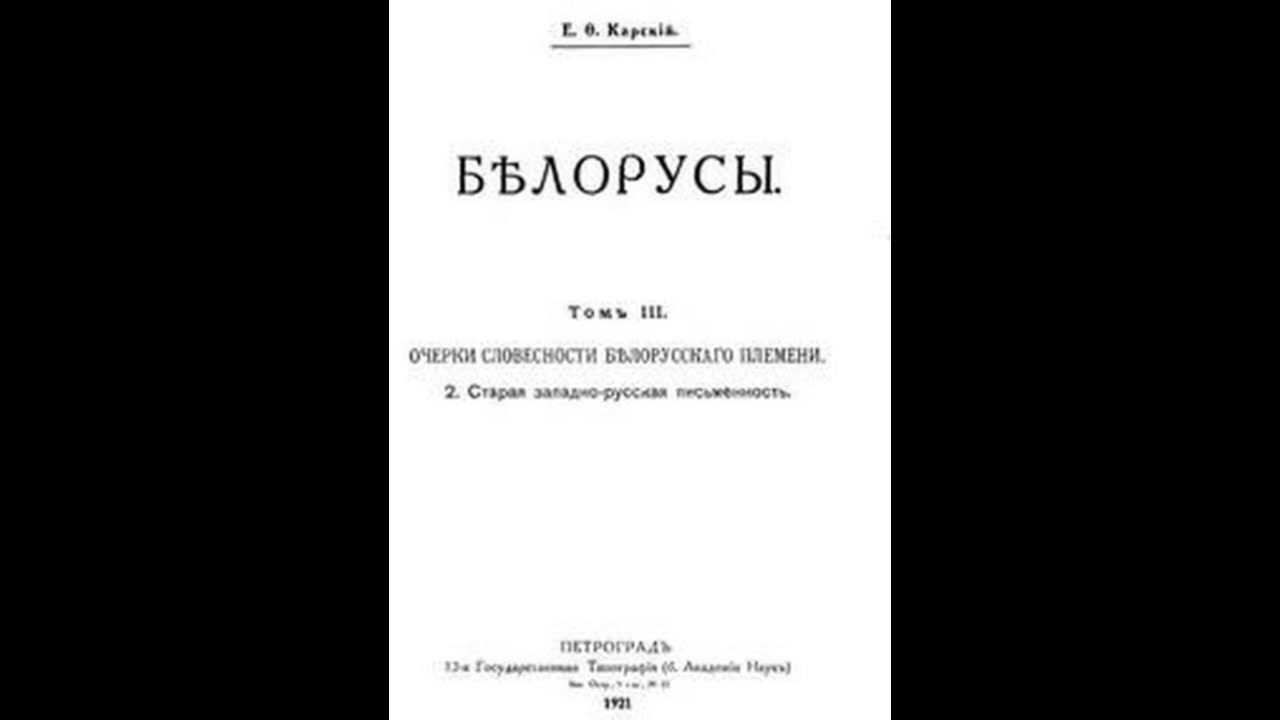 Е. Ѳ. Карскій.
БѢЛОРУСЫ.
Томъ III.
ОЧЕРКИ СЛОВЕСНОСТИ БѢЛОРУССКАГО ПЛЕМЕНИ.
2. Старая западно-русская письменность.
ПЕТРОГРАДЪ
Государственная Типографія (б. Академіи Наукъ)
1921